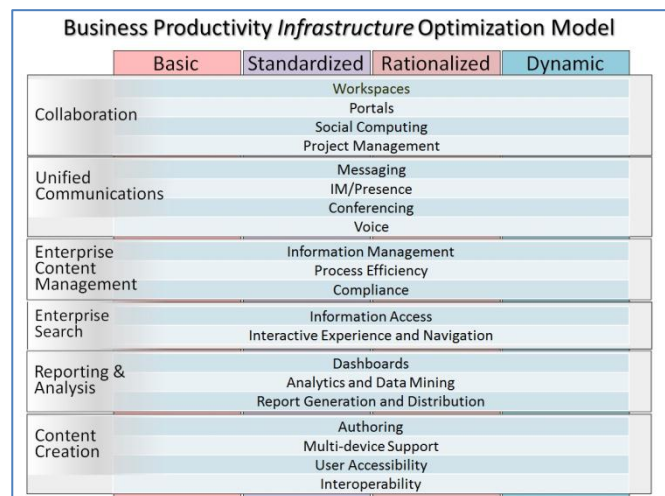 Business Productivity Infrastructure Optimization Model
Basic Standardized Rationalized Dynamic
Collaboration
Workspaces
Portals
Social Computing
Project Management
Unified
Communications
Messaging
IM/Presence
Conferencing
Voice
Enterprise
Content
Management
Information Management
Process Efficiency
Compliance
Enterprise
Search
Information Access
Interactive Experience and Navigation
Reporting &
Analysis
Dashboards
Analytics and Data Mining
Report Generation and Distribution
Content
Creation
Authoring
Multi-device Support
User Accessibility
Interoperability